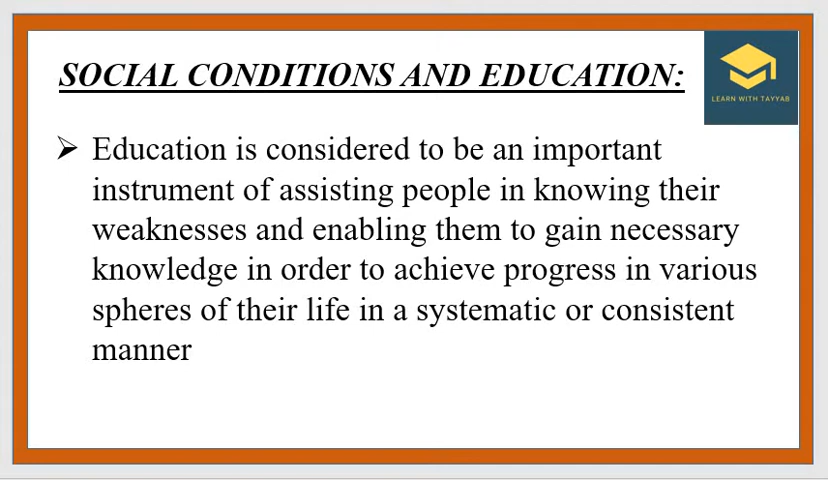 SOCIAL CONDITIONS AND EDUCATION:
LEARN WITH TAYYAB
➢ Education is considered to be an important
instrument of assisting people in knowing their
weaknesses and enabling them to gain necessary
knowledge in order to achieve progress in various
spheres of their life in a systematic or consistent
manner